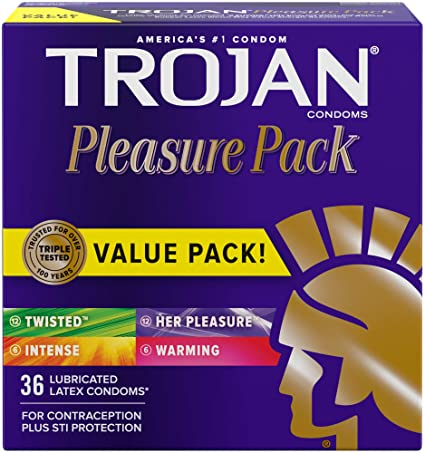 AMERICA'S #1 CONDOM
TROJAN®
CONDOMS
Pleasure Pack
TRUSTED FOR OVER
TRIPLE
TESTED
100 YEARS
VALUE PACK!
12 TWISTED™
12 HER PLEASURE™
6 INTENSE
6 WARMING
36 LUBRICATED
LATEX CONDOMS*
FOR CONTRACEPTION
PLUS STI PROTECTION
®